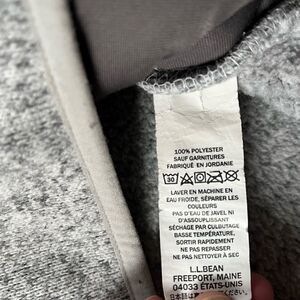 100% POLYESTER
SAUF GARNITURES
FABRIQUÉ EN JORDANIE
30
LAVER EN MACHINE EN
EAU FROIDE, SÉPARER LES
COULEURS
PAS D'EAU DE JAVEL NI
D'ASSOUPLISSANT
SÉCHAGE PAR CULBUTAGE
BASSE TEMPÉRATURE,
SORTIR RAPIDEMENT
NE PAS REPASSER
NE PAS NETTOYER À SEC
L.L.BEAN
FREEPORT, MAINE
04033 ÉTATS-UNIS